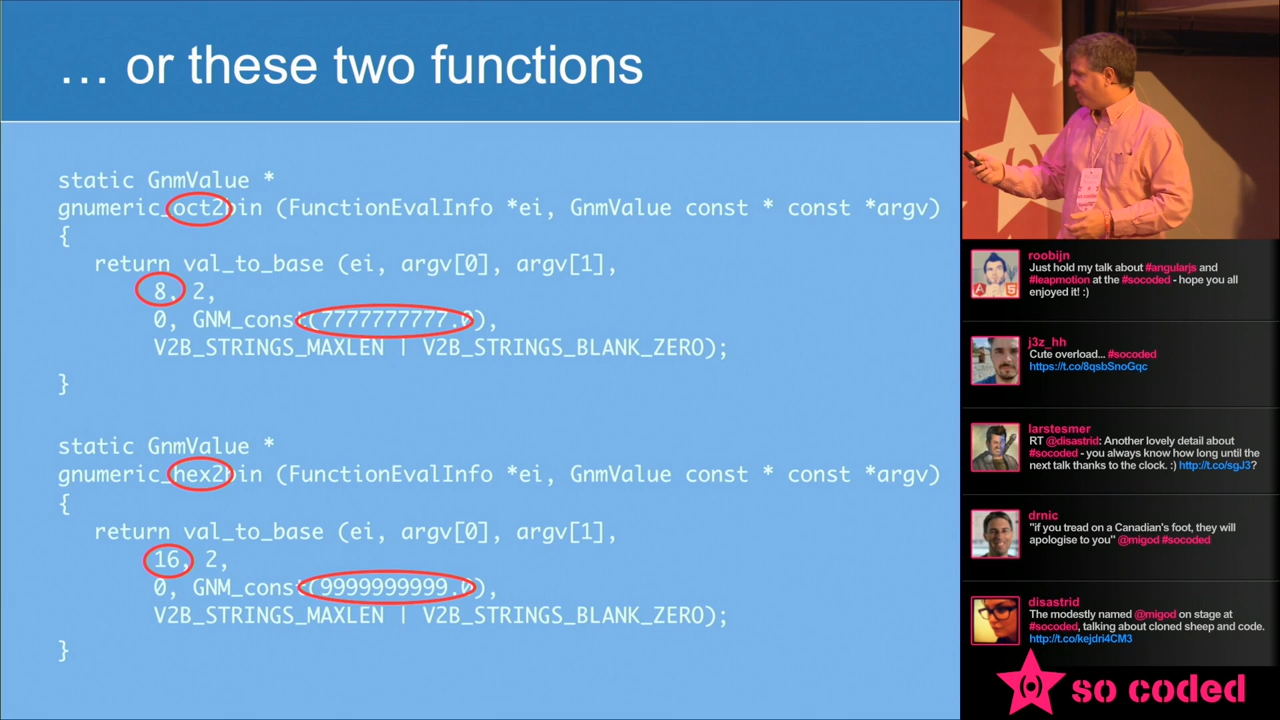 … or these two functions
static GnmValue *
gnumeric_oct2bin (FunctionEvalInfo *ei, GnmValue const * const *argv)
{
return val_to_base (ei, argv[0], argv[1],
8, 2,
0, GNM_const(7777777777.0),
V2B_STRINGS_MAXLEN | V2B_STRINGS_BLANK_ZERO);
}
static GnmValue *
gnumeric_hex2bin (FunctionEvalInfo *ei, GnmValue const * const *argv)
{
return val_to_base (ei, argv[0], argv[1],
16, 2,
0, GNM_const(9999999999.0),
V2B_STRINGS_MAXLEN | V2B_STRINGS_BLANK_ZERO);
}
roobijn
Just hold my talk about #angularjs and
#leapmotion at the #socoded - hope you all
enjoyed it! :)
j3z_hh
Cute overload... #socoded
https://t.co/8qsbSnoGqc
larstesmer
RT @disastrid: Another lovely detail about
#socoded - you always know how long until the
next talk thanks to the clock. :) http://t.co/sgJ3?
drnic
"if you tread on a Canadian's foot, they will
apologise to you" @migod #socoded
disastrid
The modestly named @migod on stage at
#socoded, talking about cloned sheep and code.
http://t.co/kejdri4CM3
so coded